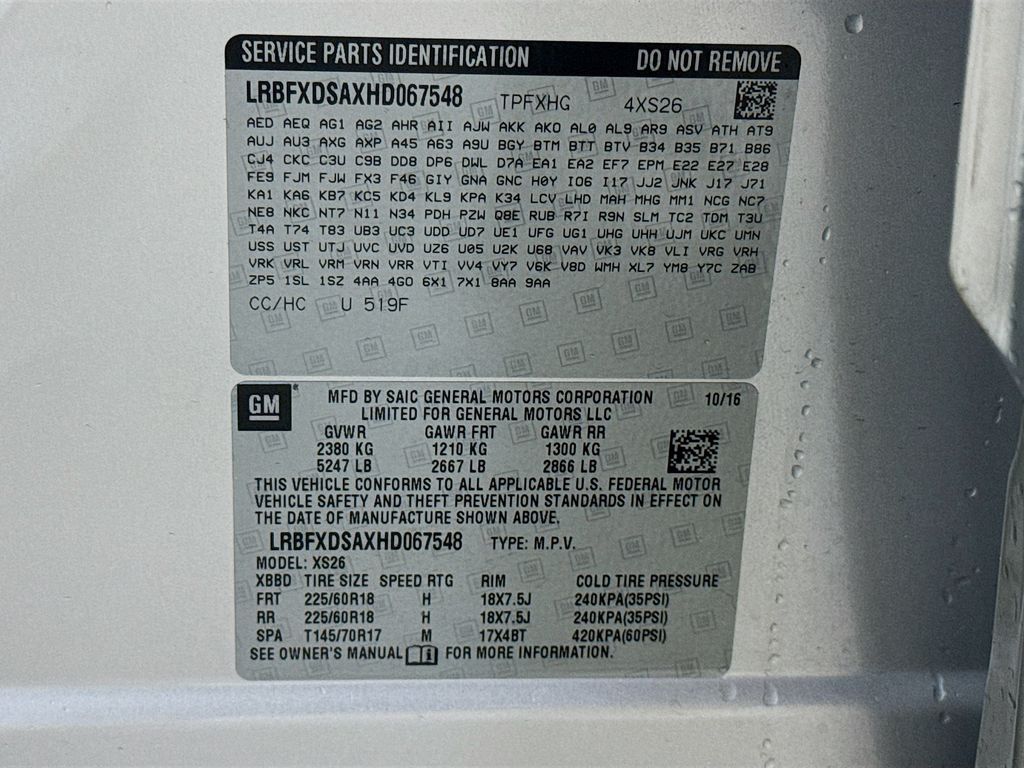 SERVICE PARTS IDENTIFICATION DO NOT REMOVE
LRBFXDSAXHD067548 TPFXHG 4XS26
AED AEQ AG1 AG2 AHR AII AJW AKK AKO AL0 AL9 AR9 ASV ATH AT9
AUJ AU3 AXG AXP A45 A63 A9U BGY BTM BTT BTV B34 B35 B71 B86
CJ4 CKC C3U C9B DD8 DP6 DWL D7A EA1 EA2 EF7 EPM E22 E27 E28
FE9 FJM FJW FX3 F46 GIY GNA GNC H0Y IO6 I17 JJ2 JNK J17 J71
KA1 KA6 KB7 KC5 KD4 KL9 KPA K34 LCV LHD MAH MHG MM1 NCG NC7
NE8 NKC NT7 N11 N34 PDH PZW Q8E RUB R7I R9N SLM TC2 TDM T3U
T4A T74 T83 UB3 UC3 UDD UD7 UE1 UFG UG1 UHG UHH UJM UKC UMN
USS UST UTJ UVC UVD UZ6 U05 U2K U68 VAV VK3 VK8 VLI VRG VRH
VRK VRL VRM VRN VRR VTI VV4 VY7 V6K V8D WMH XL7 YM8 Y7C ZAB
ZP5 1SL 1SZ 4AA 4GO 6X1 7X1 8AA 9AA
CC/HC U 519F
GM MFD BY SAIC GENERAL MOTORS CORPORATION 10/16
LIMITED FOR GENERAL MOTORS LLC
GVWR GAWR FRT GAWR RR
2380 KG 1210 KG 1300 KG
5247 LB 2667 LB 2866 LB
THIS VEHICLE CONFORMS TO ALL APPLICABLE U.S. FEDERAL MOTOR
VEHICLE SAFETY AND THEFT PREVENTION STANDARDS IN EFFECT ON
THE DATE OF MANUFACTURE SHOWN ABOVE.
LRBFXDSAXHD067548 TYPE: M.P.V.
MODEL: XS26
XBBD TIRE SIZE SPEED RTG RIM COLD TIRE PRESSURE
FRT 225/60R18 H 18X7.5J 240KPA(35PSI)
RR 225/60R18 H 18X7.5J 240KPA(35PSI)
SPA T145/70R17 M 17X4BT 420KPA(60PSI)
SEE OWNER'S MANUAL FOR MORE INFORMATION.